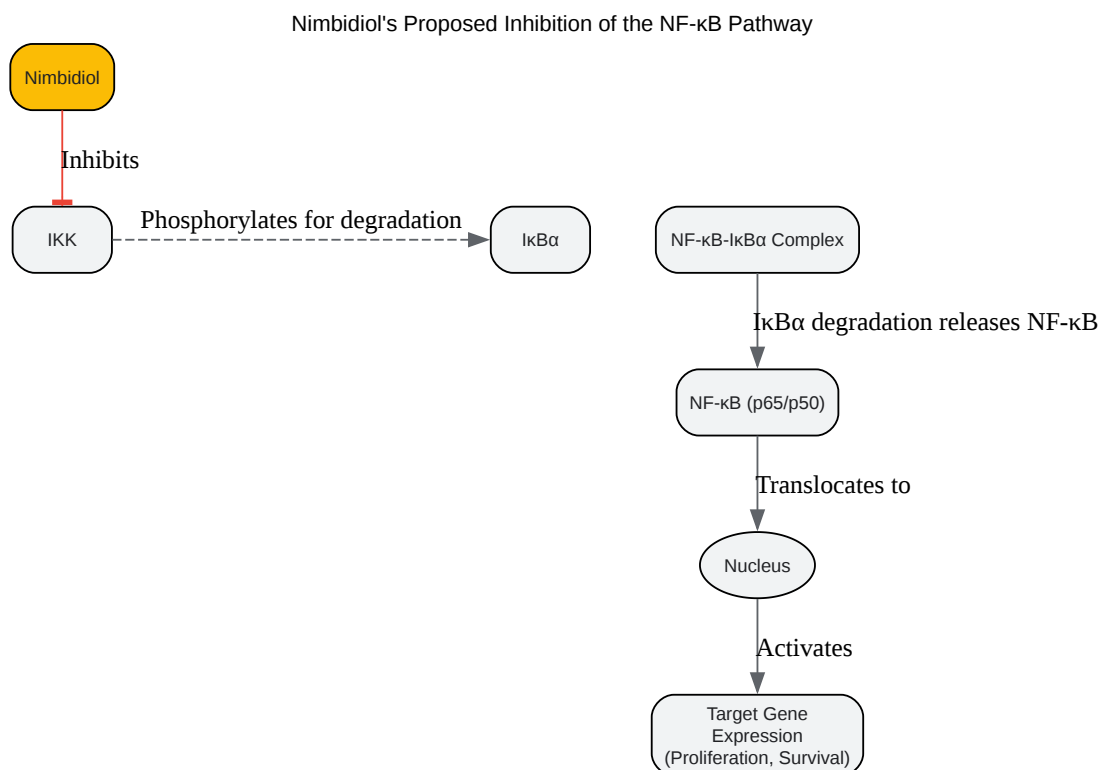 Nimbidiol's Proposed Inhibition of the NF-κB Pathway
Nimbidiol
Inhibits
IKK
Phosphorylates for degradation
IκBα
NF-κB-IκBα Complex
IκBα degradation releases NF-κB
NF-κB (p65/p50)
Translocates to
Nucleus
Activates
Target Gene
Expression
(Proliferation, Survival)